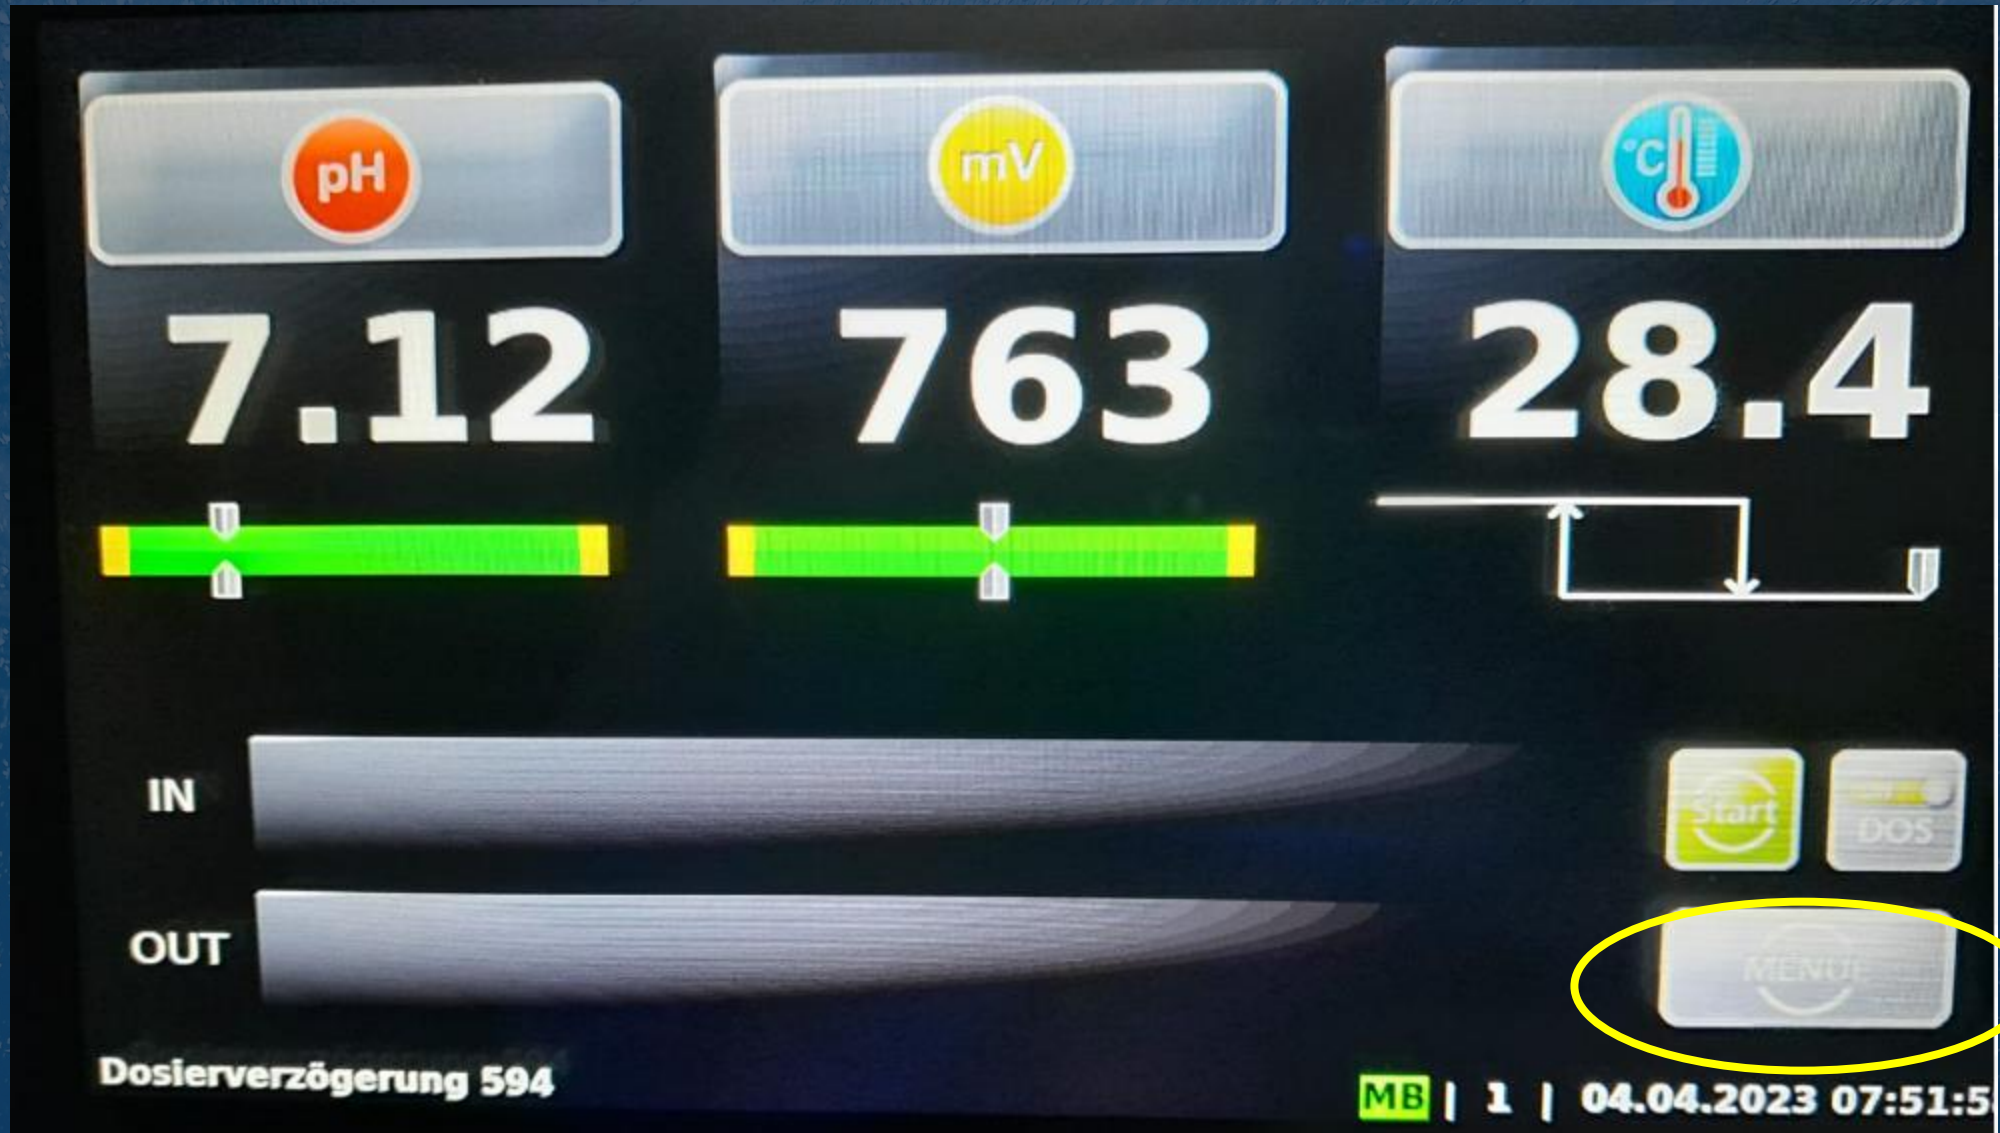 pH
mV
°C
7.12
763
28.4
IN
Start
DOS
OUT
MENUE
Dosierverzögerung 594
MB | 1 | 04.04.2023 07:51:5